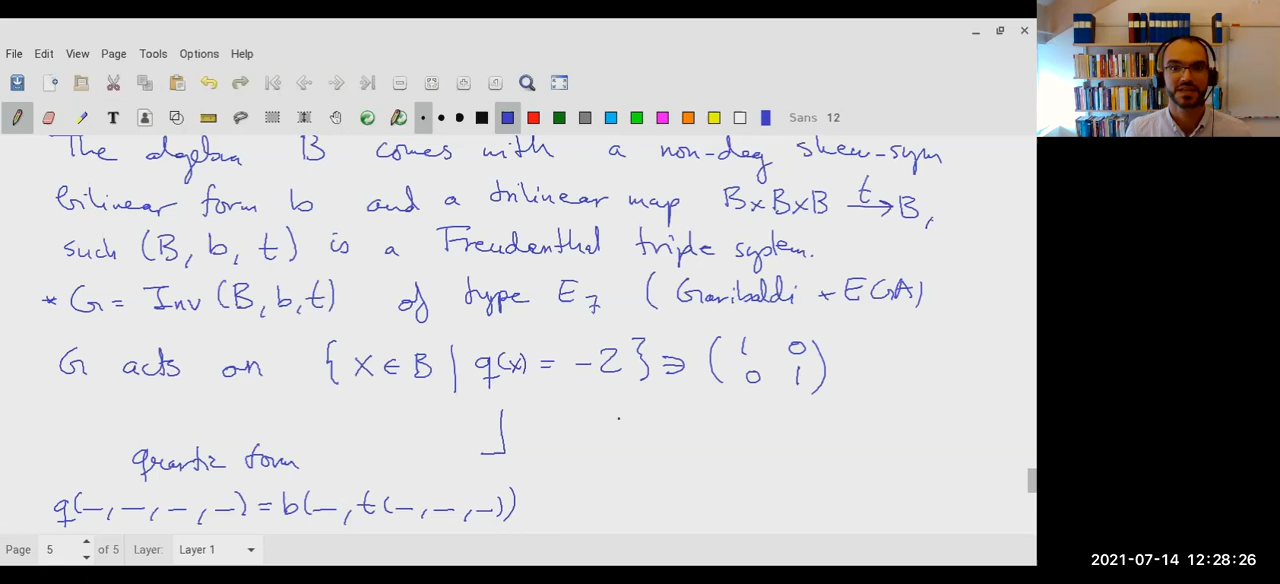 File Edit View Page Tools Options Help
Sans 12
The algebra B comes with a non-deg skew-sym
bilinear form b and a trilinear map B×B×B →^t B,
such (B, b, t) is a Freudenthal triple system.
* G = Inv (B, b, t) of type E₇ (Garibaldi + EGA)
G acts on { x ∈ B | q(x) = -2 } ∋ ( 1 0
0 1 )
quartic form
q(—, —, —, —) = b(—, t(—, —, —))
Page 5 of 5 Layer: Layer 1
2021-07-14 12:28:26